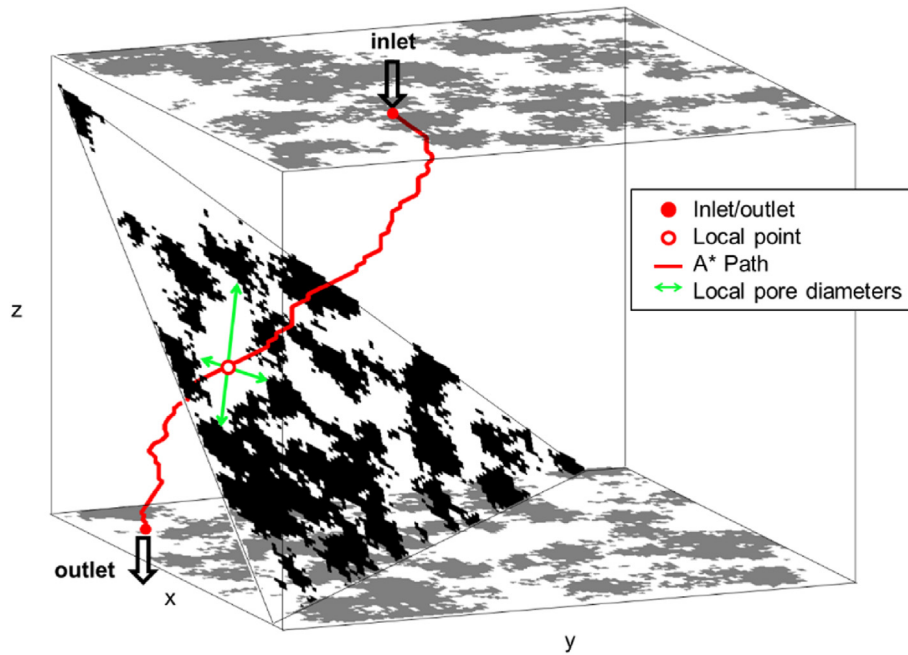 inlet
Inlet/outlet
Local point
A* Path
Local pore diameters
z
outlet
x
y